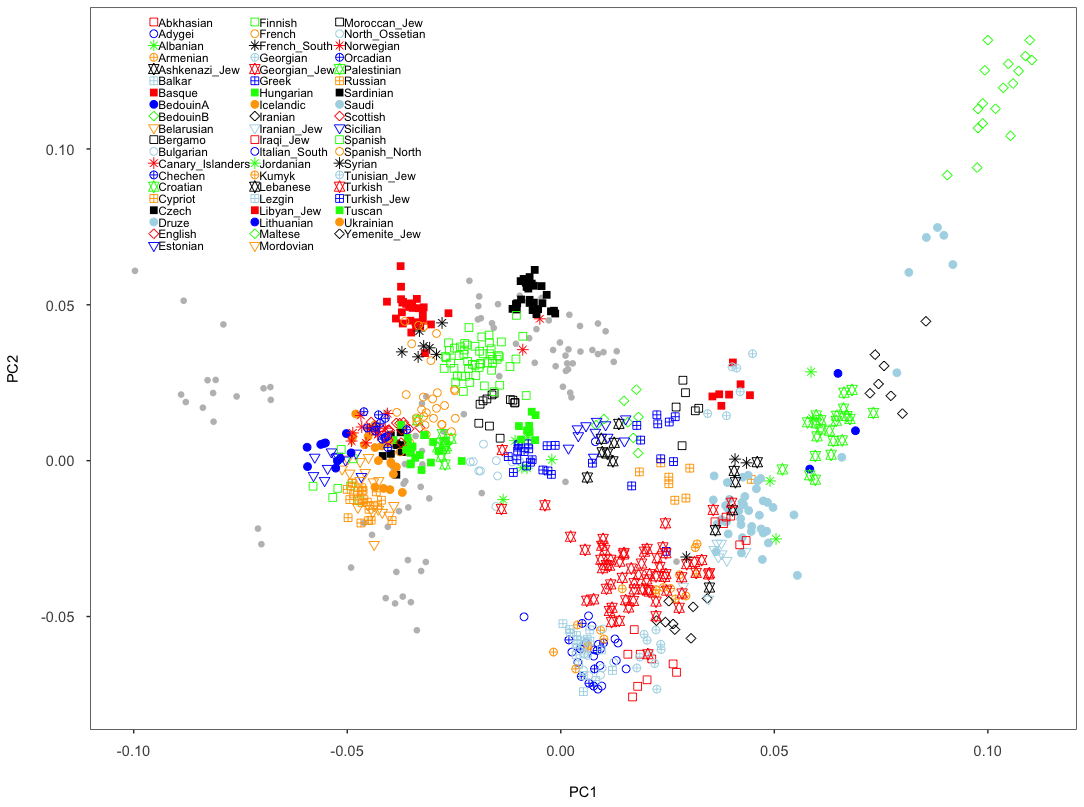 Abkhasian Finnish Moroccan_Jew
Adygei French North_Ossetian
Albanian French_South Norwegian
Armenian Georgian Orcadian
Ashkenazi_Jew Georgian_Jew Palestinian
Balkar Greek Russian
Basque Hungarian Sardinian
BedouinA Icelandic Saudi
BedouinB Iranian Scottish
Belarusian Iranian_Jew Sicilian
Bergamo Iraqi_Jew Spanish
Bulgarian Italian_South Spanish_North
Canary_Islanders Jordanian Syrian
Chechen Kumyk Tunisian_Jew
Croatian Lebanese Turkish
Cypriot Lezgin Turkish_Jew
Czech Libyan_Jew Tuscan
Druze Lithuanian Ukrainian
English Maltese Yemenite_Jew
Estonian Mordovian
0.10
0.05
0.00
-0.05
PC2
-0.10 -0.05 0.00 0.05 0.10
PC1